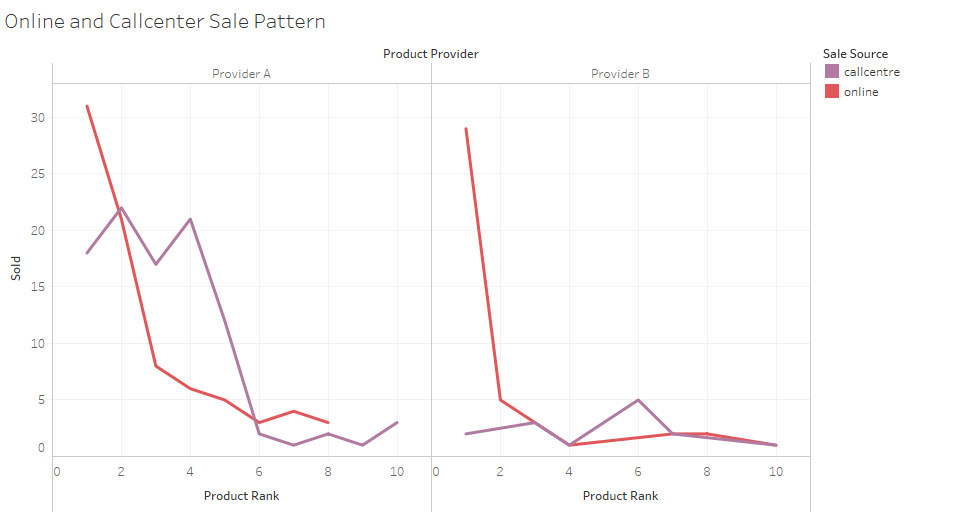 Online and Callcenter Sale Pattern
Product Provider
Provider A
Provider B
Sale Source
callcentre
online
Sold
30
25
20
15
10
5
0
0 2 4 6 8 10
0 2 4 6 8 10
Product Rank
Product Rank